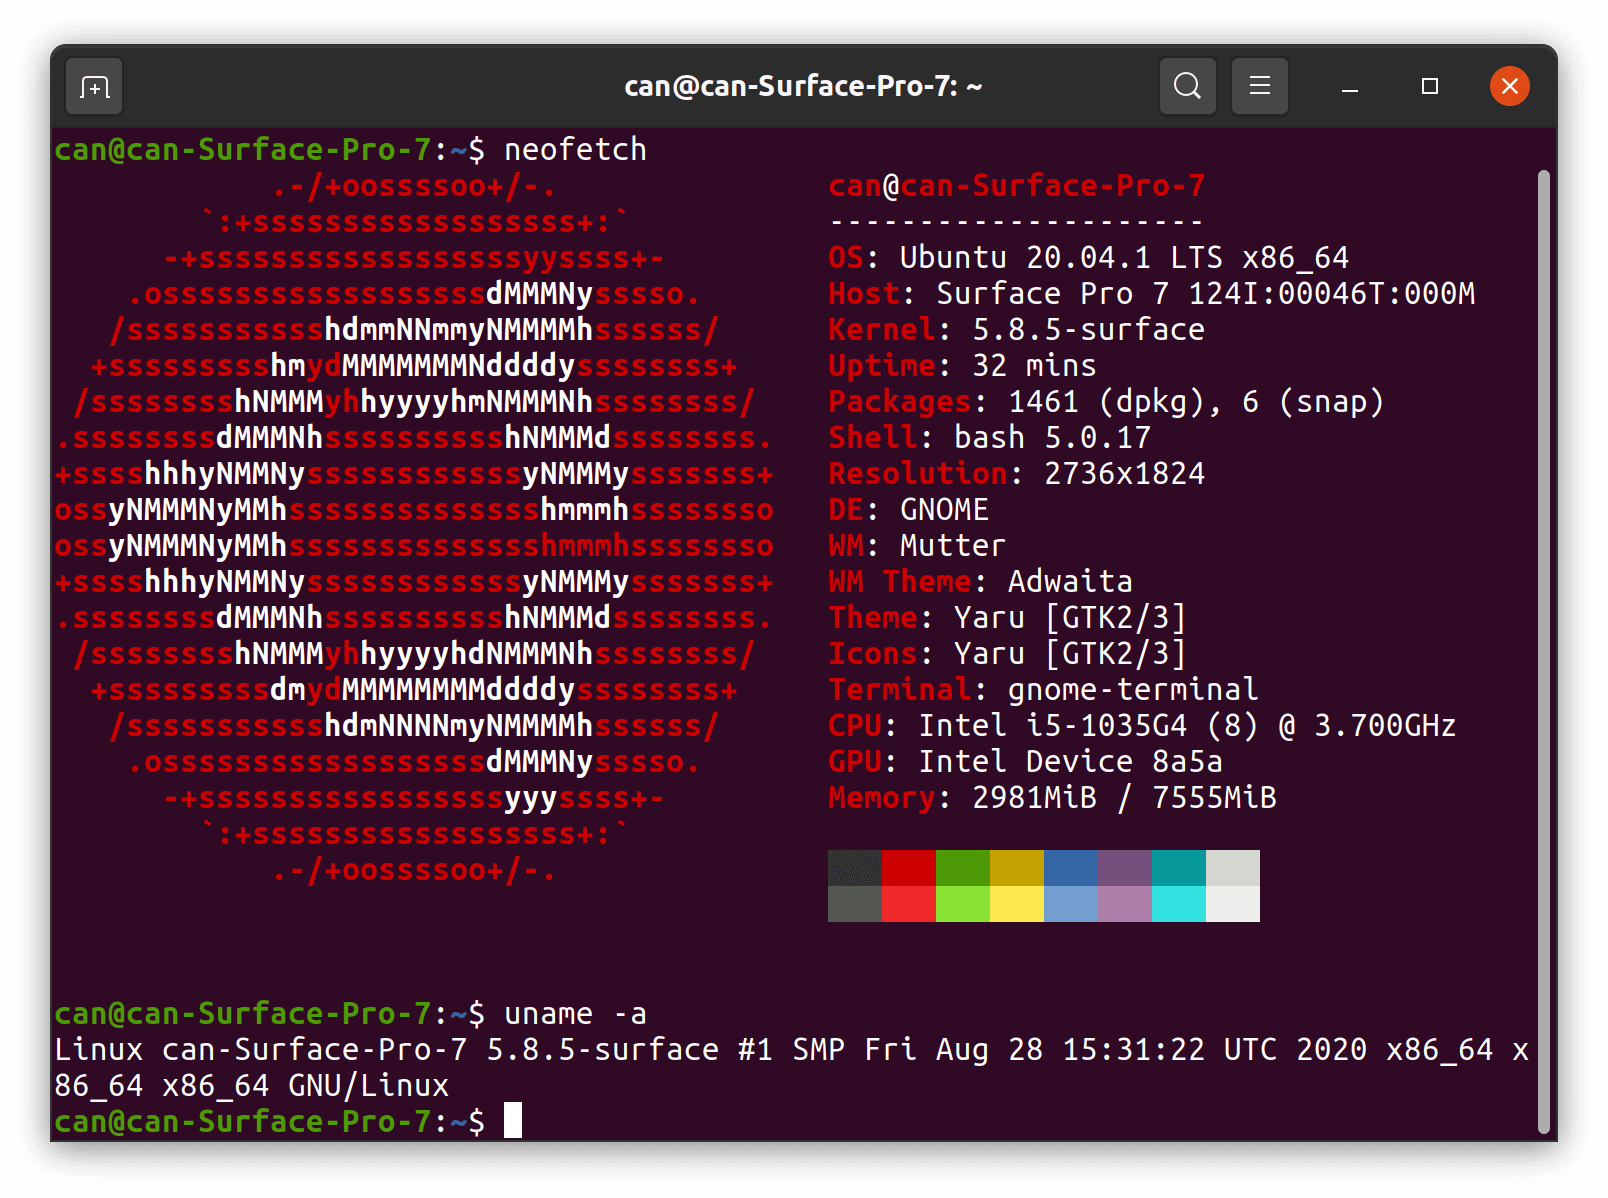 can@can-Surface-Pro-7: ~
can@can-Surface-Pro-7:~$ neofetch
            .-/+oossssoo+/-.               can@can-Surface-Pro-7
        `:+ssssssssssssssssss+:`           ---------------------
      -+ssssssssssssssssssyyssss+-         OS: Ubuntu 20.04.1 LTS x86_64
    .ossssssssssssssssssdMMMNysssso.       Host: Surface Pro 7 124I:00046T:000M
   /ssssssssssshdmmNNmmyNMMMMhssssss/      Kernel: 5.8.5-surface
  +ssssssssshmydMMMMMMMNddddyssssssss+     Uptime: 32 mins
 /sssssssshNMMMyhhyyyyhmNMMMNhssssssss/    Packages: 1461 (dpkg), 6 (snap)
.ssssssssdMMMNhsssssssssshNMMMdssssssss.   Shell: bash 5.0.17
+sssshhhyNMMNyssssssssssssyNMMMysssssss+   Resolution: 2736x1824
ossyNMMMNyMMhsssssssssssssshmmmhssssssso   DE: GNOME
ossyNMMMNyMMhsssssssssssssshmmmhssssssso   WM: Mutter
+sssshhhyNMMNyssssssssssssyNMMMysssssss+   WM Theme: Adwaita
.ssssssssdMMMNhsssssssssshNMMMdssssssss.   Theme: Yaru [GTK2/3]
 /sssssssshNMMMyhhyyyyhdNMMMNhssssssss/    Icons: Yaru [GTK2/3]
  +sssssssssdmydMMMMMMMMddddyssssssss+     Terminal: gnome-terminal
   /ssssssssssshdmNNNNmyNMMMMhssssss/      CPU: Intel i5-1035G4 (8) @ 3.700GHz
    .ossssssssssssssssssdMMMNysssso.       GPU: Intel Device 8a5a
      -+sssssssssssssssssyyyssss+-         Memory: 2981MiB / 7555MiB
        `:+ssssssssssssssssss+:`
            .-/+oossssoo+/-.
can@can-Surface-Pro-7:~$ uname -a
Linux can-Surface-Pro-7 5.8.5-surface #1 SMP Fri Aug 28 15:31:22 UTC 2020 x86_64 x
86_64 x86_64 GNU/Linux
can@can-Surface-Pro-7:~$